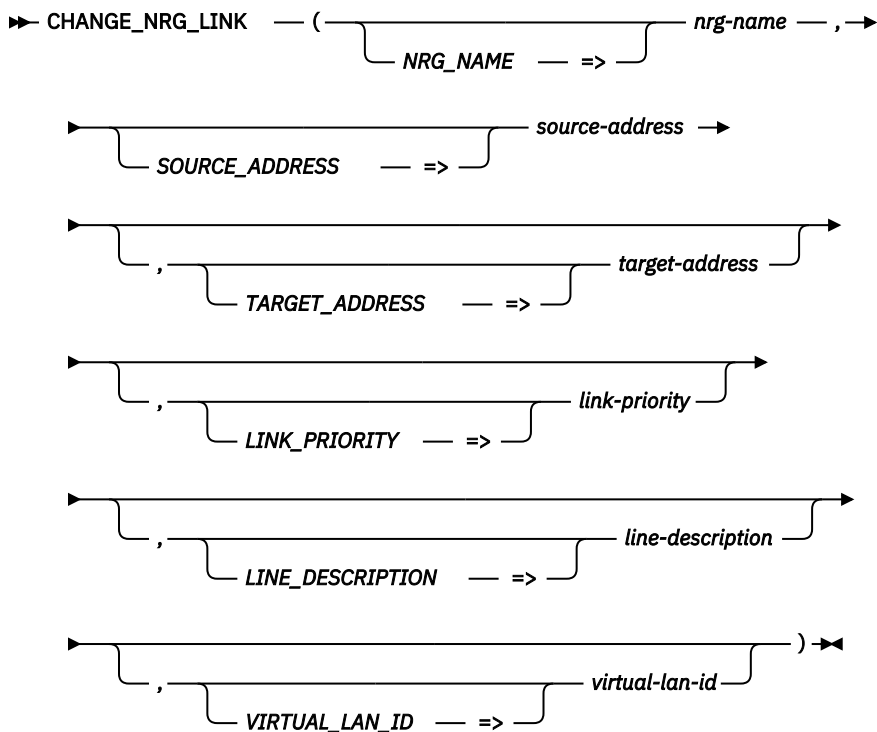 CHANGE_NRG_LINK ( nrg-name ,
NRG_NAME =>
source-address
SOURCE_ADDRESS =>
, target-address
TARGET_ADDRESS =>
, link-priority
LINK_PRIORITY =>
, line-description
LINE_DESCRIPTION =>
)
, virtual-lan-id
VIRTUAL_LAN_ID =>